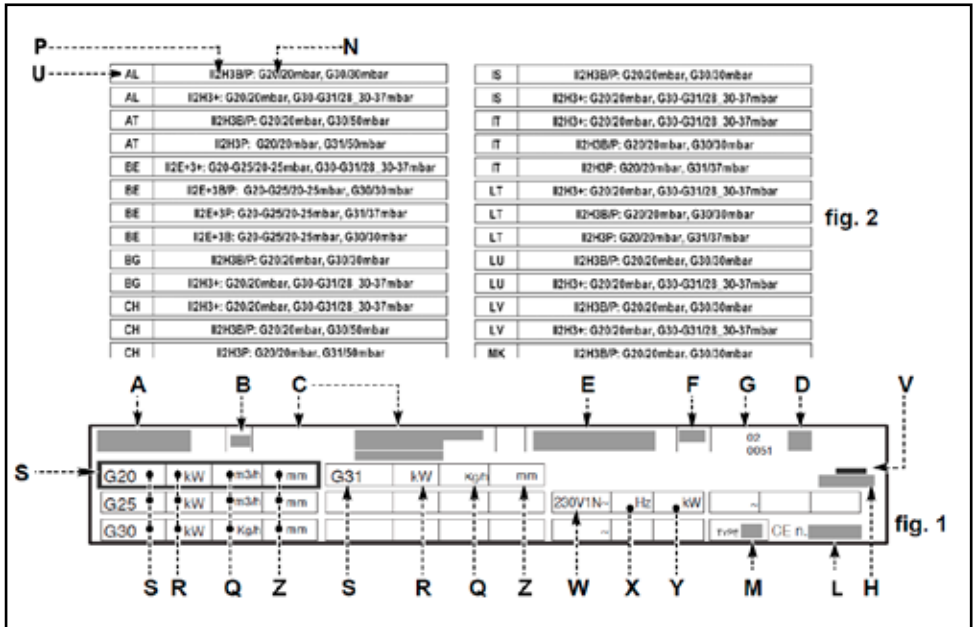 P N
U AL II2H3B/P: G20/20mbar, G30/30mbar
AL II2H3+: G20/20mbar, G30-G31/28_30-37mbar
AT II2H3B/P: G20/20mbar, G30/50mbar
AT II2H3P: G20/20mbar, G31/50mbar
BE II2E+3+: G20-G25/20-25mbar, G30-G31/28_30-37mbar
BE II2E+3B/P: G20-G25/20-25mbar, G30/30mbar
BE II2E+3P: G20-G25/20-25mbar, G31/37mbar
BE II2E+3B: G20-G25/20-25mbar, G30/30mbar
BG II2H3B/P: G20/20mbar, G30/30mbar
BG II2H3+: G20/20mbar, G30-G31/28_30-37mbar
CH II2H3+: G20/20mbar, G30-G31/28_30-37mbar
CH II2H3B/P: G20/20mbar, G30/50mbar
CH II2H3P: G20/20mbar, G31/50mbar
IS II2H3B/P: G20/20mbar, G30/30mbar
IS II2H3+: G20/20mbar, G30-G31/28_30-37mbar
IT II2H3+: G20/20mbar, G30-G31/28_30-37mbar
IT II2H3B/P: G20/20mbar, G30/30mbar
IT II2H3P: G20/20mbar, G31/37mbar
LT II2H3+: G20/20mbar, G30-G31/28_30-37mbar
LT II2H3B/P: G20/20mbar, G30/30mbar
LT II2H3P: G20/20mbar, G31/37mbar
LU II2H3B/P: G20/20mbar, G30/30mbar
LU II2H3+: G20/20mbar, G30-G31/28_30-37mbar
LV II2H3B/P: G20/20mbar, G30/30mbar
LV II2H3+: G20/20mbar, G30-G31/28_30-37mbar
MK II2H3B/P: G20/20mbar, G30/30mbar
fig. 2
A B C E F G D V
02
0051
S G20 kW m3/h mm G31 kW Kg/h mm
H
G25 kW m3/h mm 230V1N~ Hz kW ~
G30 kW Kg/h mm ~ TYPE CE n.
fig. 1
S R Q Z S R Q Z W X Y M L H